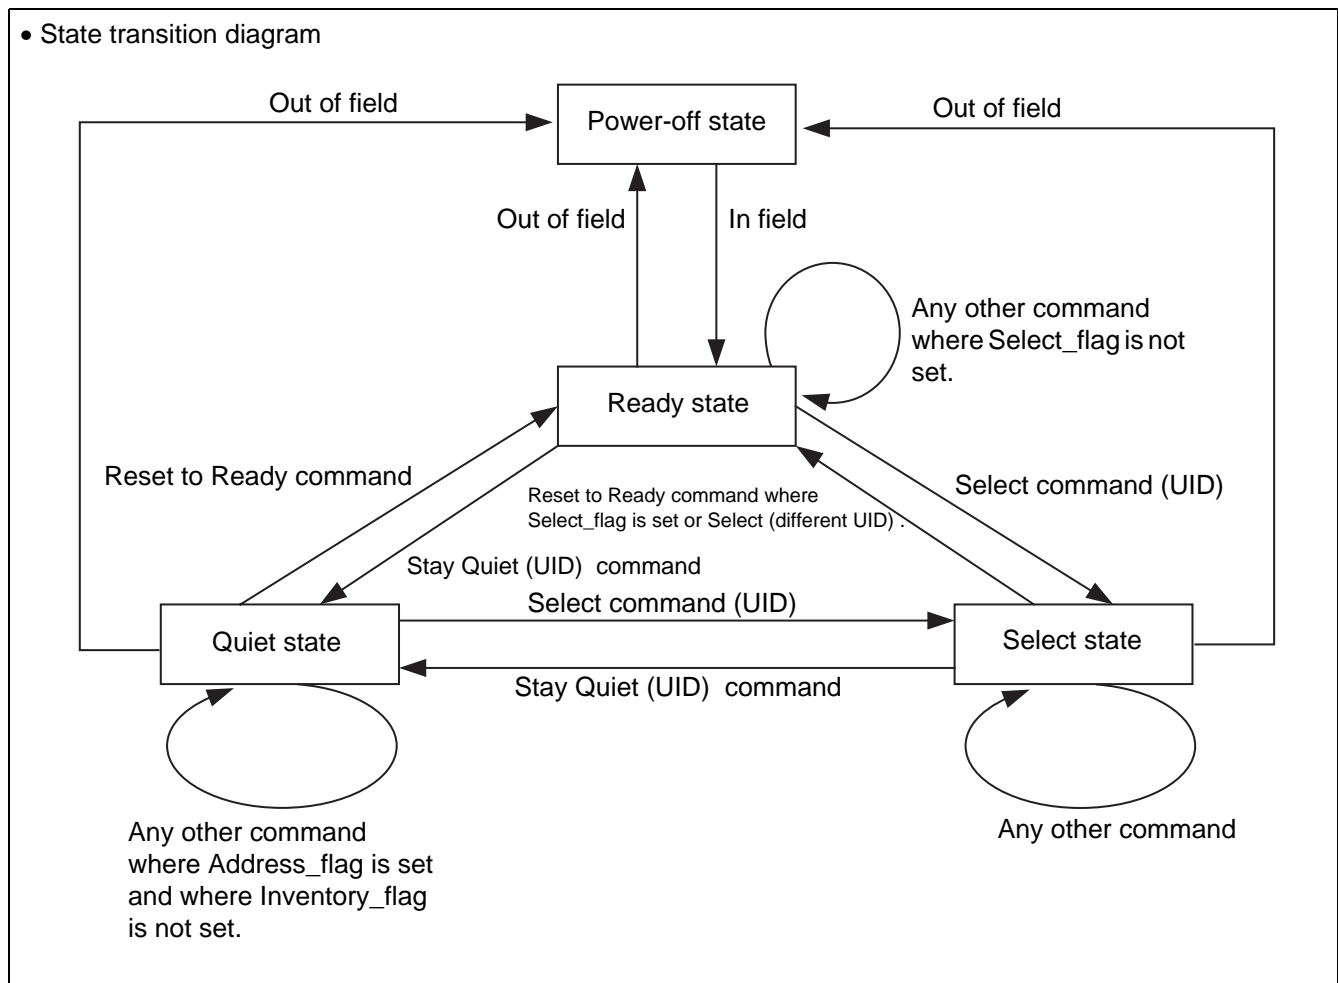 • State transition diagram
Out of field
Power-off state
Out of field
Out of field
In field
Any other command
where Select_flag is not
set.
Ready state
Reset to Ready command
Select command (UID)
Reset to Ready command where
Select_flag is set or Select (different UID) .
Stay Quiet (UID) command
Select command (UID)
Quiet state
Select state
Stay Quiet (UID) command
Any other command
where Address_flag is set
and where Inventory_flag
is not set.
Any other command